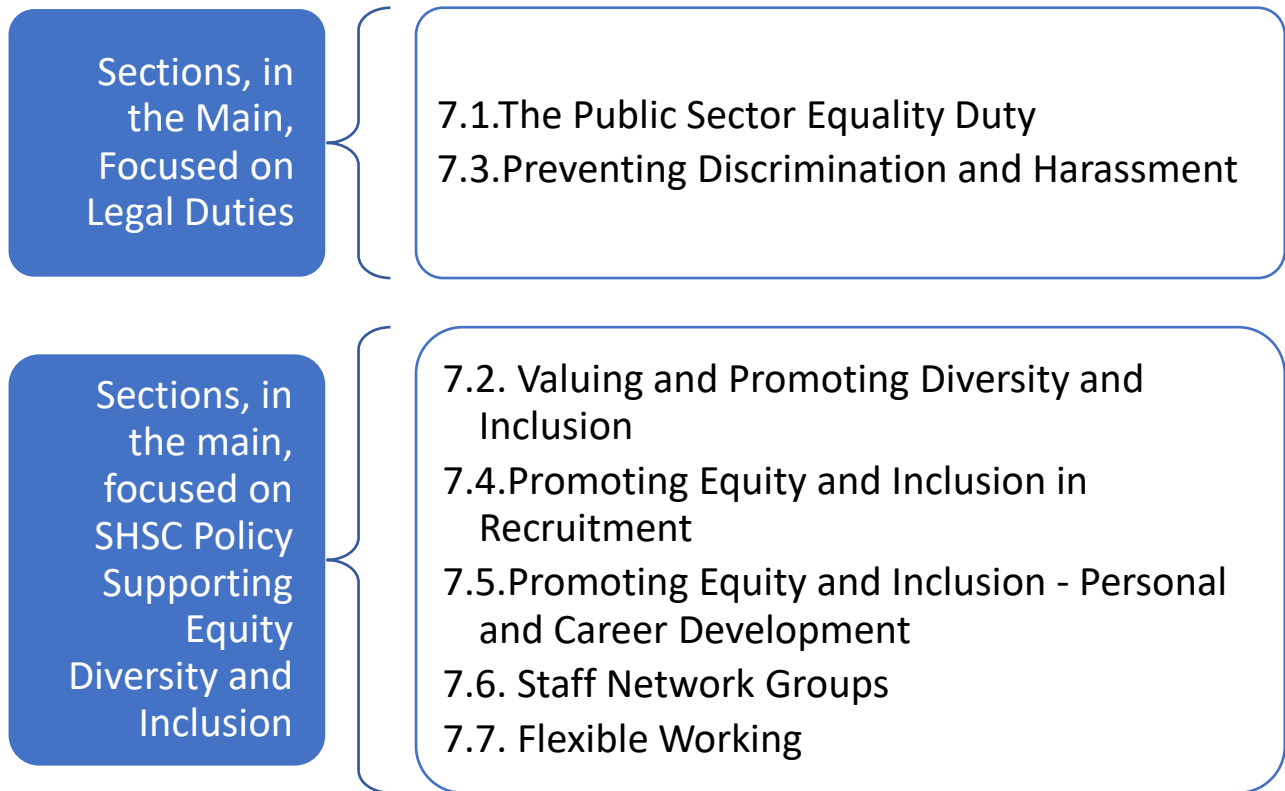 Sections, in
the Main,
Focused on
Legal Duties
7.1.The Public Sector Equality Duty
7.3.Preventing Discrimination and Harassment
Sections, in
the main,
focused on
SHSC Policy
Supporting
Equity
Diversity and
Inclusion
7.2. Valuing and Promoting Diversity and
Inclusion
7.4.Promoting Equity and Inclusion in
Recruitment
7.5.Promoting Equity and Inclusion - Personal
and Career Development
7.6. Staff Network Groups
7.7. Flexible Working